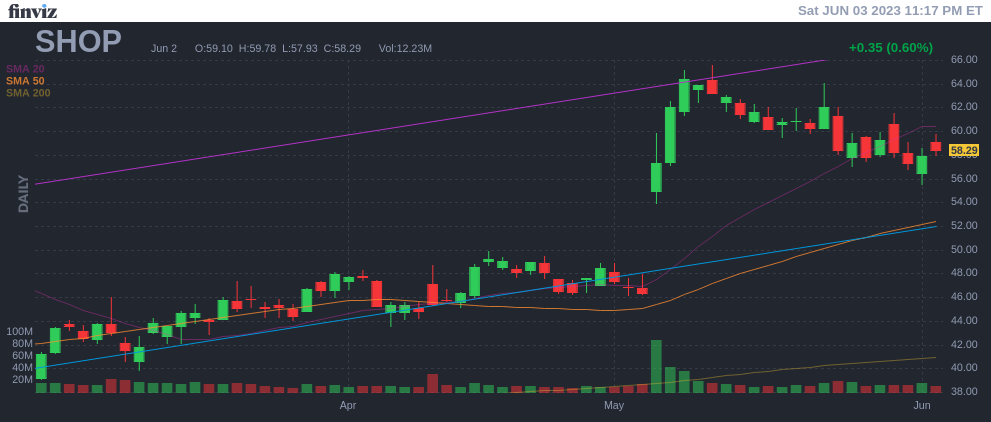 finviz
Sat JUN 03 2023 11:17 PM ET
SHOP
Jun 2 O:59.10 H:59.78 L:57.93 C:58.29 Vol:12.23M
+0.35 (0.60%)
SMA 20
SMA 50
SMA 200
DAILY
66.00
64.00
62.00
60.00
58.29
58.00
56.00
54.00
52.00
50.00
48.00
46.00
44.00
42.00
40.00
38.00
100M
80M
60M
40M
20M
Apr
May
Jun